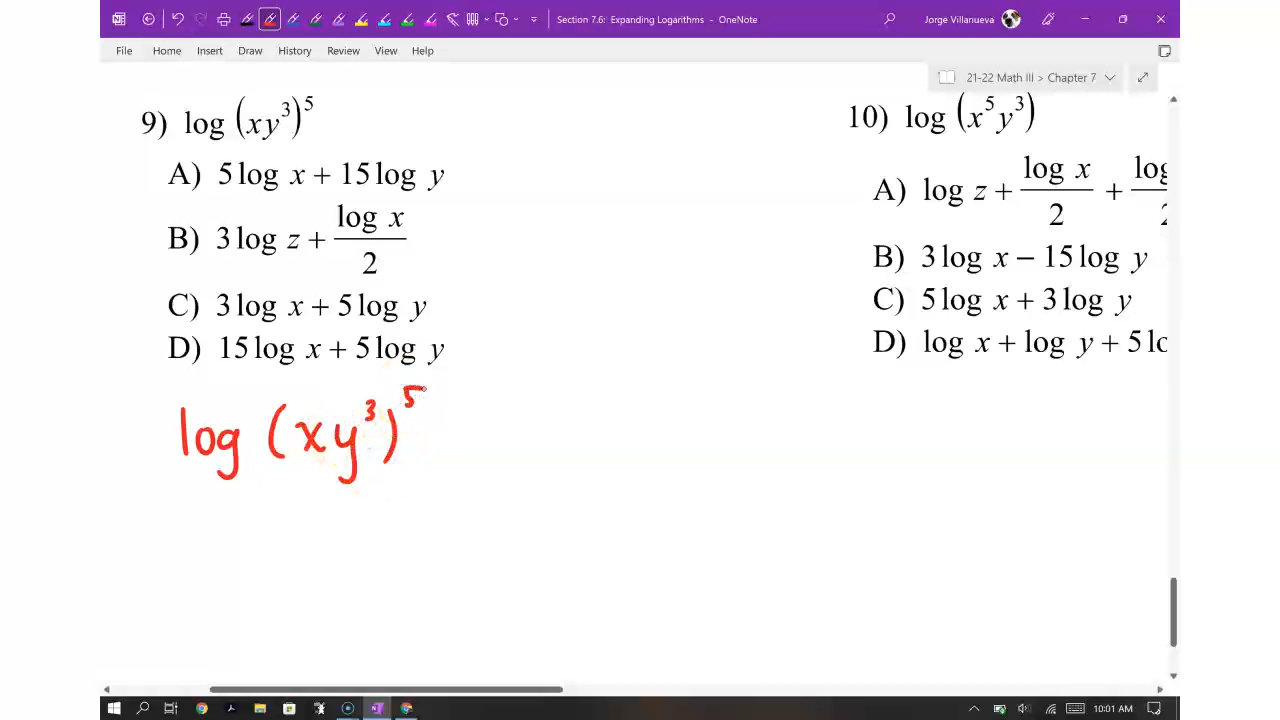 Section 7.6: Expanding Logarithms - OneNote
Jorge Villanueva
File Home Insert Draw History Review View Help
21-22 Math III > Chapter 7
9) log (xy³)⁵
A) 5 log x + 15 log y
B) 3 log z + log x / 2
C) 3 log x + 5 log y
D) 15 log x + 5 log y
log (xy³)⁵
10) log (x⁵y³)
A) log z + log x / 2 + log
B) 3 log x − 15 log y
C) 5 log x + 3 log y
D) log x + log y + 5 lo
10:01 AM